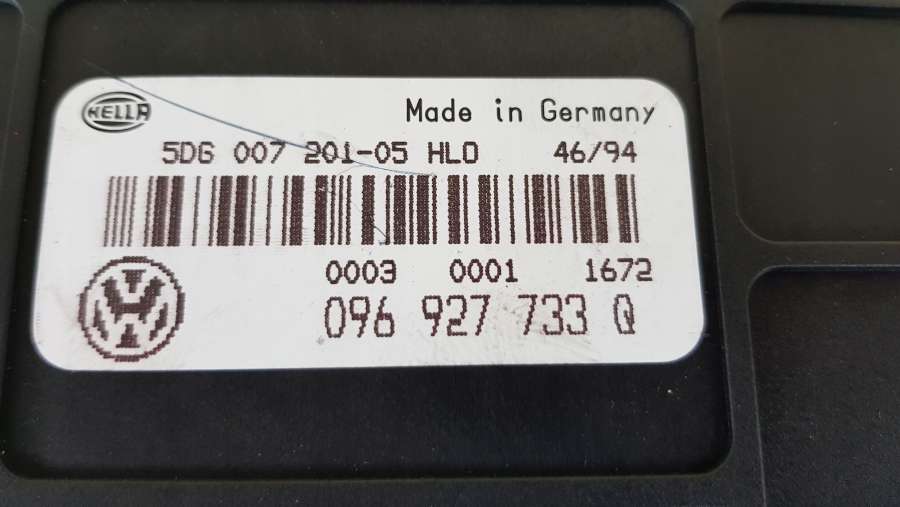 HELLA
Made in Germany
5DG 007 201-05 HLO 46/94
0003 0001 1672
096 927 733 Q